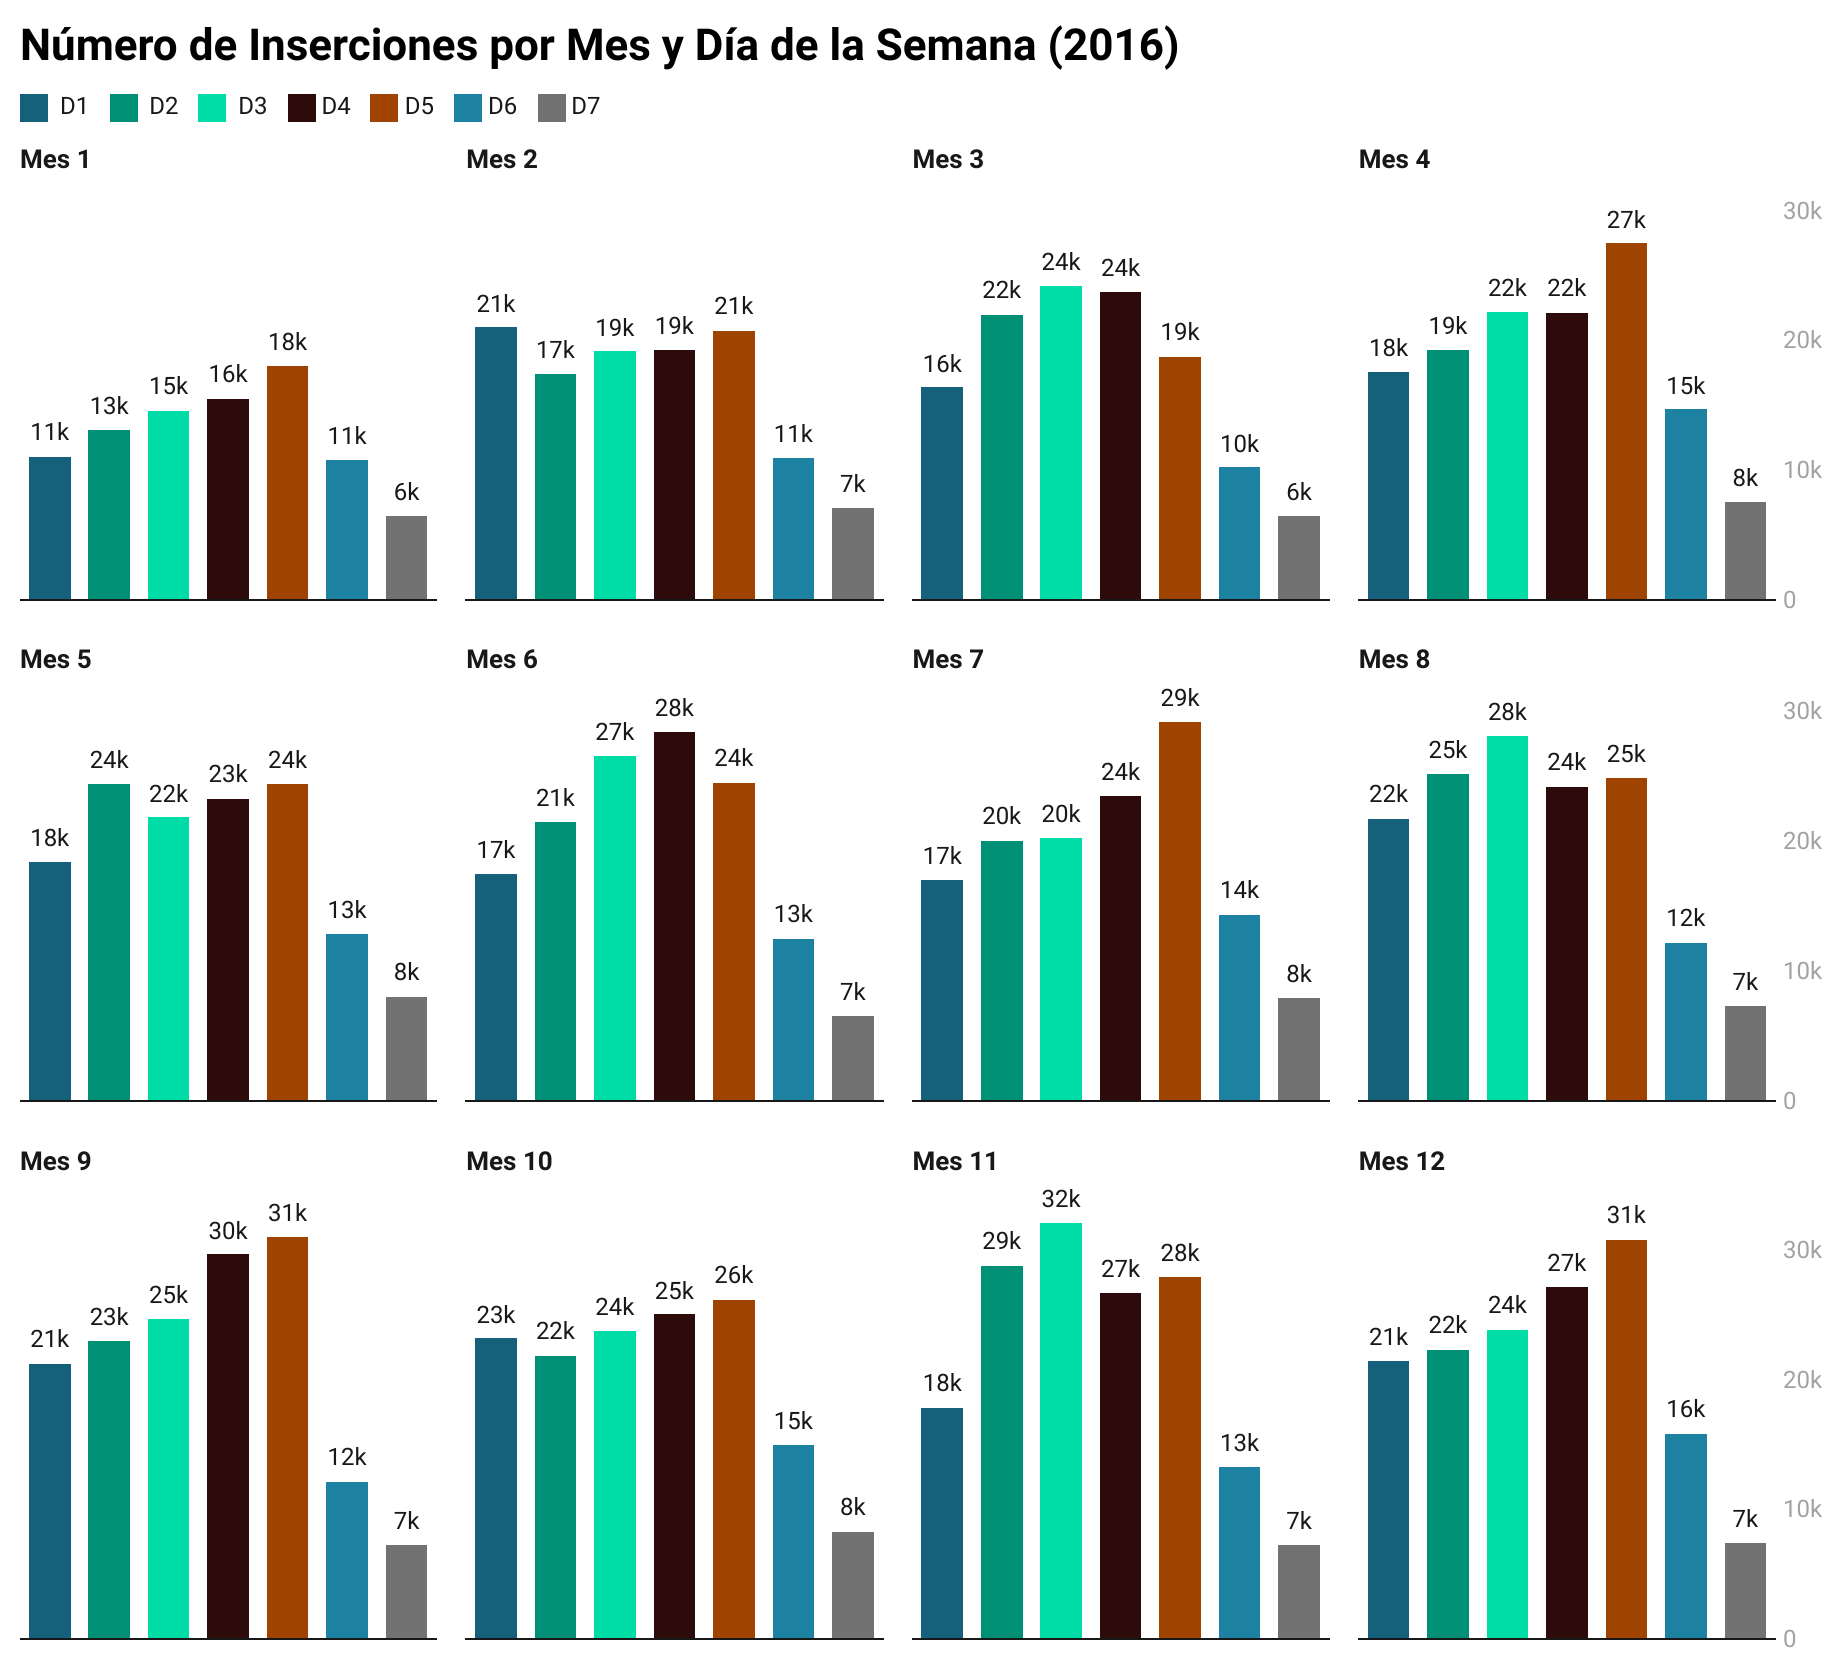 Número de Inserciones por Mes y Día de la Semana (2016)
D1 D2 D3 D4 D5 D6 D7
Mes 1
11k 13k 15k 16k 18k 11k 6k
Mes 2
21k 17k 19k 19k 21k 11k 7k
Mes 3
16k 22k 24k 24k 19k 10k 6k
Mes 4
18k 19k 22k 22k 27k 15k 8k
30k
20k
10k
0
Mes 5
18k 24k 22k 23k 24k 13k 8k
Mes 6
17k 21k 27k 28k 24k 13k 7k
Mes 7
17k 20k 20k 24k 29k 14k 8k
Mes 8
22k 25k 28k 24k 25k 12k 7k
30k
20k
10k
0
Mes 9
21k 23k 25k 30k 31k 12k 7k
Mes 10
23k 22k 24k 25k 26k 15k 8k
Mes 11
18k 29k 32k 27k 28k 13k 7k
Mes 12
21k 22k 24k 27k 31k 16k 7k
30k
20k
10k
0